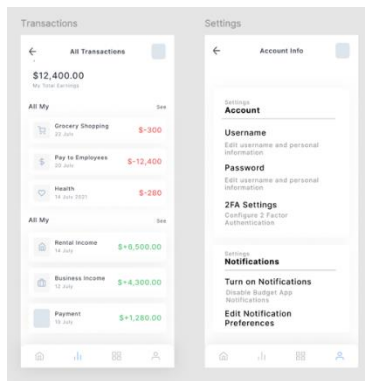 Transactions
All Transactions
$12,400.00
My Total Earnings
All My
See
Grocery Shopping
$-300
23 July
Pay to Employees
$-12,400
20 July
Health
$-280
14 July 2021
All My
See
Rental Income
$+6,500.00
14 July
Business Income
$+4,300.00
12 July
Payment
$+1,280.00
10 July
Settings
Account Info
Settings
Account
Username
Edit username and personal
information
Password
Edit username and personal
information
2FA Settings
Configure 2 Factor
Authentication
Settings
Notifications
Turn on Notifications
Disable Budget App
Notifications
Edit Notification
Preferences